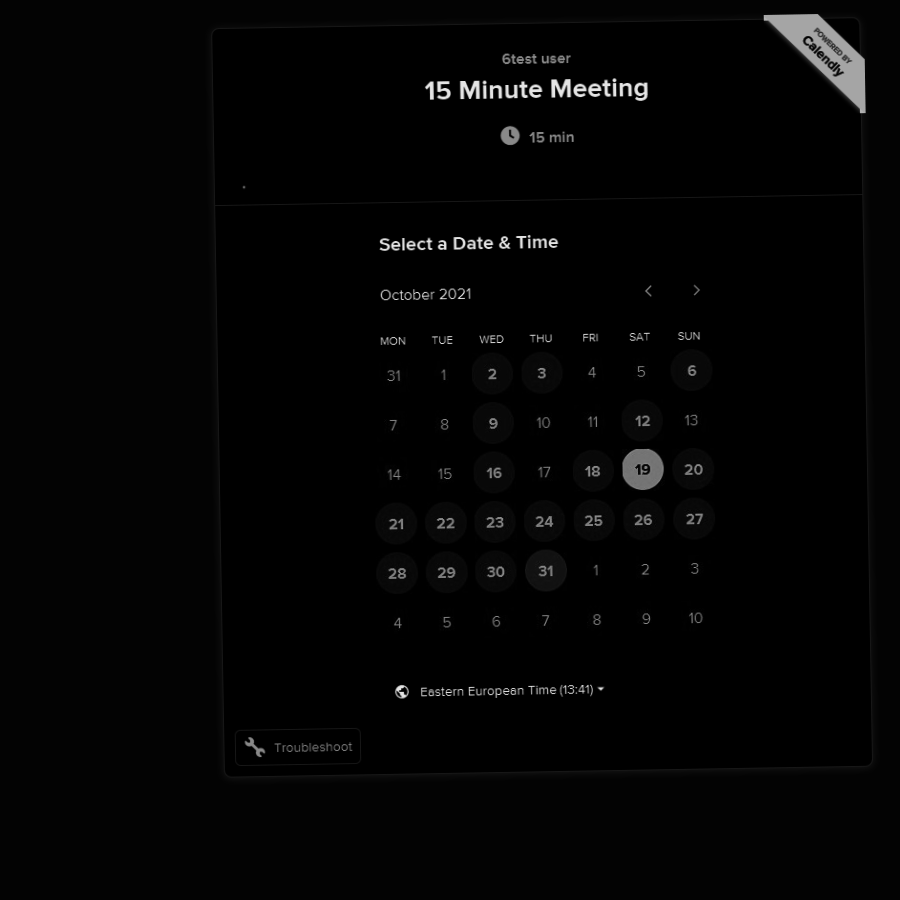 POWERED BY
Calendly
6test user
15 Minute Meeting
15 min
Select a Date & Time
October 2021
MON TUE WED THU FRI SAT SUN
31 1 2 3 4 5 6
7 8 9 10 11 12 13
14 15 16 17 18 19 20
21 22 23 24 25 26 27
28 29 30 31 1 2 3
4 5 6 7 8 9 10
Eastern European Time (13:41)
Troubleshoot